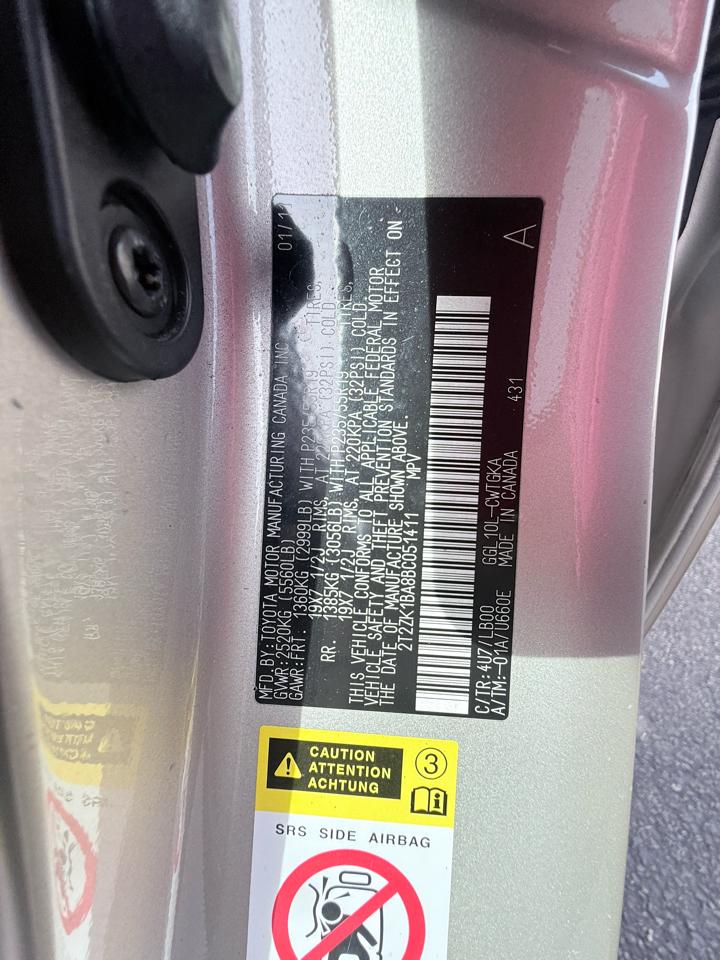 MFD.BY:TOYOTA MOTOR MANUFACTURING CANADA INC. 01/11
GVWR:2520KG (5560LB)
GAWR:FRT. 1360KG (2999LB) WITH P235/55R19 TIRES,
19X7 1/2J RIMS, AT 220KPA (32PSI) COLD
RR. 1385KG (3056LB) WITH P235/55R19 TIRES,
19X7 1/2J RIMS, AT 220KPA (32PSI) COLD.
THIS VEHICLE CONFORMS TO ALL APPLICABLE FEDERAL MOTOR
VEHICLE SAFETY AND THEFT PREVENTION STANDARDS IN EFFECT ON
THE DATE OF MANUFACTURE SHOWN ABOVE.
2T2ZK1BA8BC051411 MPV
C/TR:4U7/LB00 GGL10L-CWTGKA 431 A
A/TM:-01A/U660E MADE IN CANADA
CAUTION
ATTENTION
ACHTUNG
3
SRS SIDE AIRBAG